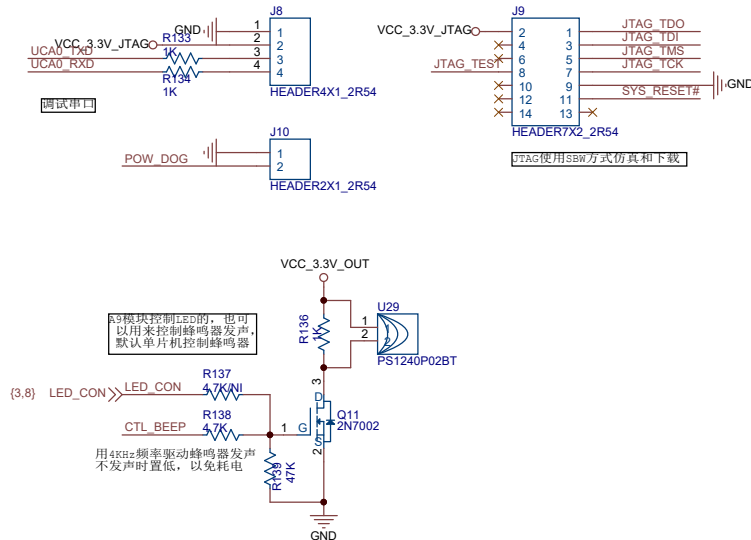 J8
GND
1
VCC_3.3V_JTAG
2
UCA0_TXD
R133
1K
3
UCA0_RXD
R134
1K
4
HEADER4X1_2R54
调试串口
J10
1
POW_DOG
2
HEADER2X1_2R54
J9
VCC_3.3V_JTAG
2
1
JTAG_TDO
4
3
JTAG_TDI
6
5
JTAG_TMS
JTAG_TEST
8
7
JTAG_TCK
10
9
GND
12
11
SYS_RESET#
14
13
HEADER7X2_2R54
JTAG使用SBW方式仿真和下载
VCC_3.3V_OUT
A9模块控制LED的，也可
以用来控制蜂鸣器发声，
默认单片机控制蜂鸣器
R136
1K
U29
1
2
1
2
PS1240P02BT
{3,8}
LED_CON
LED_CON
R137
4.7K/NI
CTL_BEEP
R138
4.7K
3
D
1
G
S
2
Q11
2N7002
用4KHz频率驱动蜂鸣器发声
不发声时置低，以免耗电
R139
47K
GND